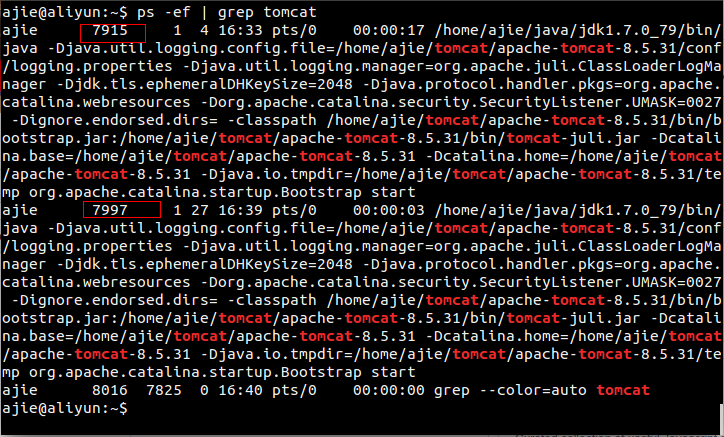 ajie@aliyun:~$ ps -ef | grep tomcat
ajie      7915     1  4 16:33 pts/0    00:00:17 /home/ajie/java/jdk1.7.0_79/bin/
java -Djava.util.logging.config.file=/home/ajie/tomcat/apache-tomcat-8.5.31/conf
/logging.properties -Djava.util.logging.manager=org.apache.juli.ClassLoaderLogMa
nager -Djdk.tls.ephemeralDHKeySize=2048 -Djava.protocol.handler.pkgs=org.apache.
catalina.webresources -Dorg.apache.catalina.security.SecurityListener.UMASK=0027
 -Dignore.endorsed.dirs= -classpath /home/ajie/tomcat/apache-tomcat-8.5.31/bin/b
ootstrap.jar:/home/ajie/tomcat/apache-tomcat-8.5.31/bin/tomcat-juli.jar -Dcatali
na.base=/home/ajie/tomcat/apache-tomcat-8.5.31 -Dcatalina.home=/home/ajie/tomcat
/apache-tomcat-8.5.31 -Djava.io.tmpdir=/home/ajie/tomcat/apache-tomcat-8.5.31/te
mp org.apache.catalina.startup.Bootstrap start
ajie      7997     1 27 16:39 pts/0    00:00:03 /home/ajie/java/jdk1.7.0_79/bin/
java -Djava.util.logging.config.file=/home/ajie/tomcat/apache-tomcat-8.5.31/conf
/logging.properties -Djava.util.logging.manager=org.apache.juli.ClassLoaderLogMa
nager -Djdk.tls.ephemeralDHKeySize=2048 -Djava.protocol.handler.pkgs=org.apache.
catalina.webresources -Dorg.apache.catalina.security.SecurityListener.UMASK=0027
 -Dignore.endorsed.dirs= -classpath /home/ajie/tomcat/apache-tomcat-8.5.31/bin/b
ootstrap.jar:/home/ajie/tomcat/apache-tomcat-8.5.31/bin/tomcat-juli.jar -Dcatali
na.base=/home/ajie/tomcat/apache-tomcat-8.5.31 -Dcatalina.home=/home/ajie/tomcat
/apache-tomcat-8.5.31 -Djava.io.tmpdir=/home/ajie/tomcat/apache-tomcat-8.5.31/te
mp org.apache.catalina.startup.Bootstrap start
ajie      8016  7825  0 16:40 pts/0    00:00:00 grep --color=auto tomcat
ajie@aliyun:~$